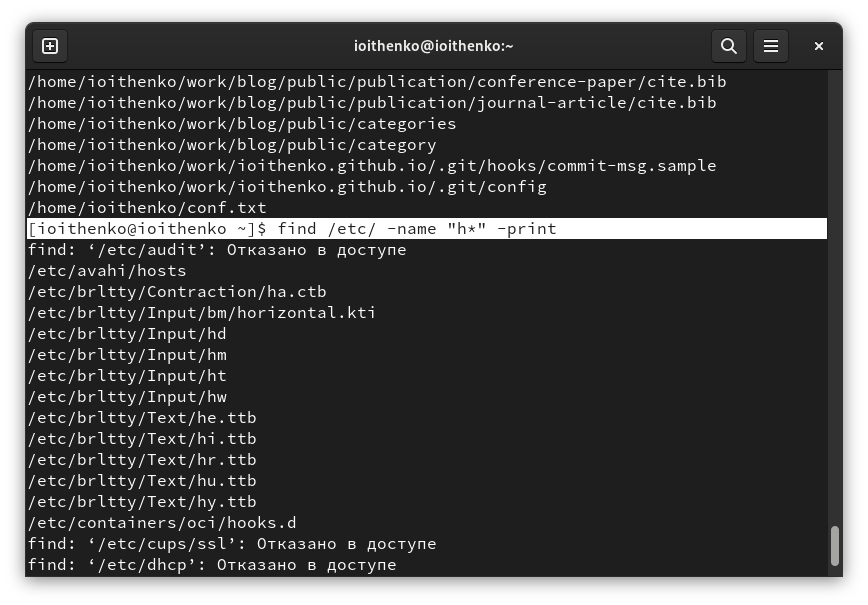 ioithenko@ioithenko:~
/home/ioithenko/work/blog/public/publication/conference-paper/cite.bib
/home/ioithenko/work/blog/public/publication/journal-article/cite.bib
/home/ioithenko/work/blog/public/categories
/home/ioithenko/work/blog/public/category
/home/ioithenko/work/ioithenko.github.io/.git/hooks/commit-msg.sample
/home/ioithenko/work/ioithenko.github.io/.git/config
/home/ioithenko/conf.txt
[ioithenko@ioithenko ~]$ find /etc/ -name "h*" -print
find: ‘/etc/audit’: Отказано в доступе
/etc/avahi/hosts
/etc/brltty/Contraction/ha.ctb
/etc/brltty/Input/bm/horizontal.kti
/etc/brltty/Input/hd
/etc/brltty/Input/hm
/etc/brltty/Input/ht
/etc/brltty/Input/hw
/etc/brltty/Text/he.ttb
/etc/brltty/Text/hi.ttb
/etc/brltty/Text/hr.ttb
/etc/brltty/Text/hu.ttb
/etc/brltty/Text/hy.ttb
/etc/containers/oci/hooks.d
find: ‘/etc/cups/ssl’: Отказано в доступе
find: ‘/etc/dhcp’: Отказано в доступе